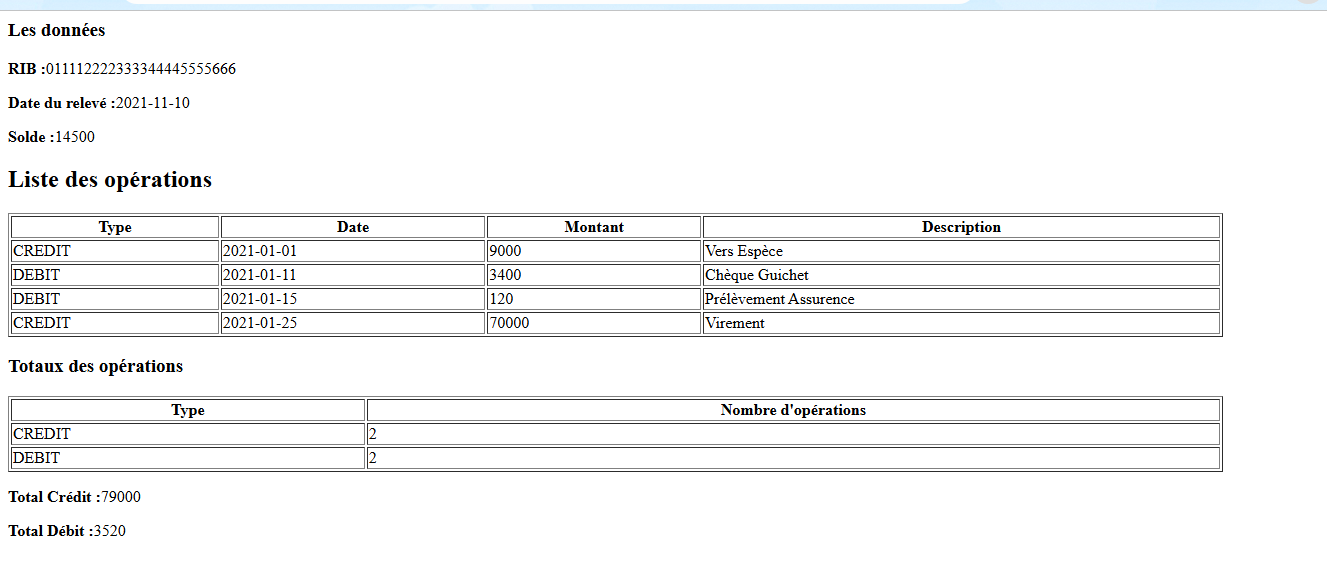 Les données
RIB :011112222333344445555666
Date du relevé :2021-11-10
Solde :14500
Liste des opérations
Type Date Montant Description
CREDIT 2021-01-01 9000 Vers Espèce
DEBIT 2021-01-11 3400 Chèque Guichet
DEBIT 2021-01-15 120 Prélèvement Assurence
CREDIT 2021-01-25 70000 Virement
Totaux des opérations
Type Nombre d'opérations
CREDIT 2
DEBIT 2
Total Crédit :79000
Total Débit :3520